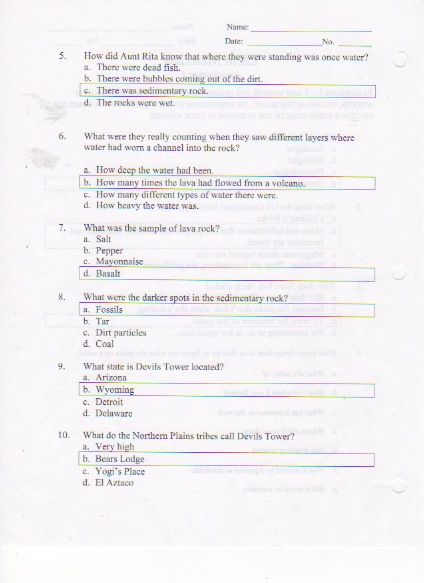 Name:
Date: No.
5. How did Aunt Rita know that where they were standing was once water?
a. There were dead fish.
b. There were bubbles coming out of the dirt.
c. There was sedimentary rock.
d. The rocks were wet.
6. What were they really counting when they saw different layers where
water had worn a channel into the rock?
a. How deep the water had been.
b. How many times the lava had flowed from a volcano.
c. How many different types of water there were.
d. How heavy the water was.
7. What was the sample of lava rock?
a. Salt
b. Pepper
c. Mayonnaise
d. Basalt
8. What were the darker spots in the sedimentary rock?
a. Fossils
b. Tar
c. Dirt particles
d. Coal
9. What state is Devils Tower located?
a. Arizona
b. Wyoming
c. Detroit
d. Delaware
10. What do the Northern Plains tribes call Devils Tower?
a. Very high
b. Bears Lodge
c. Yogi's Place
d. El Aztaco